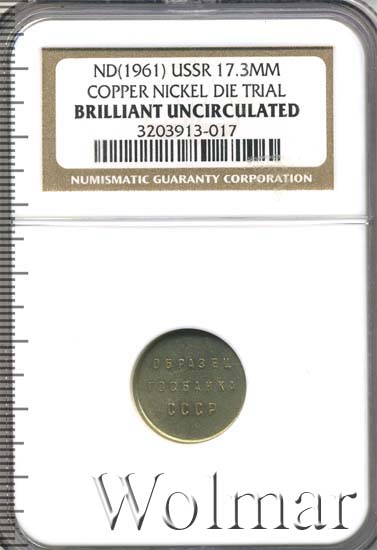 ND(1961) USSR 17.3MM
COPPER NICKEL DIE TRIAL
BRILLIANT UNCIRCULATED
3203913-017
NUMISMATIC GUARANTY CORPORATION
ОБРАЗЕЦ
ГОСБАНКА
СССР
Wolmar